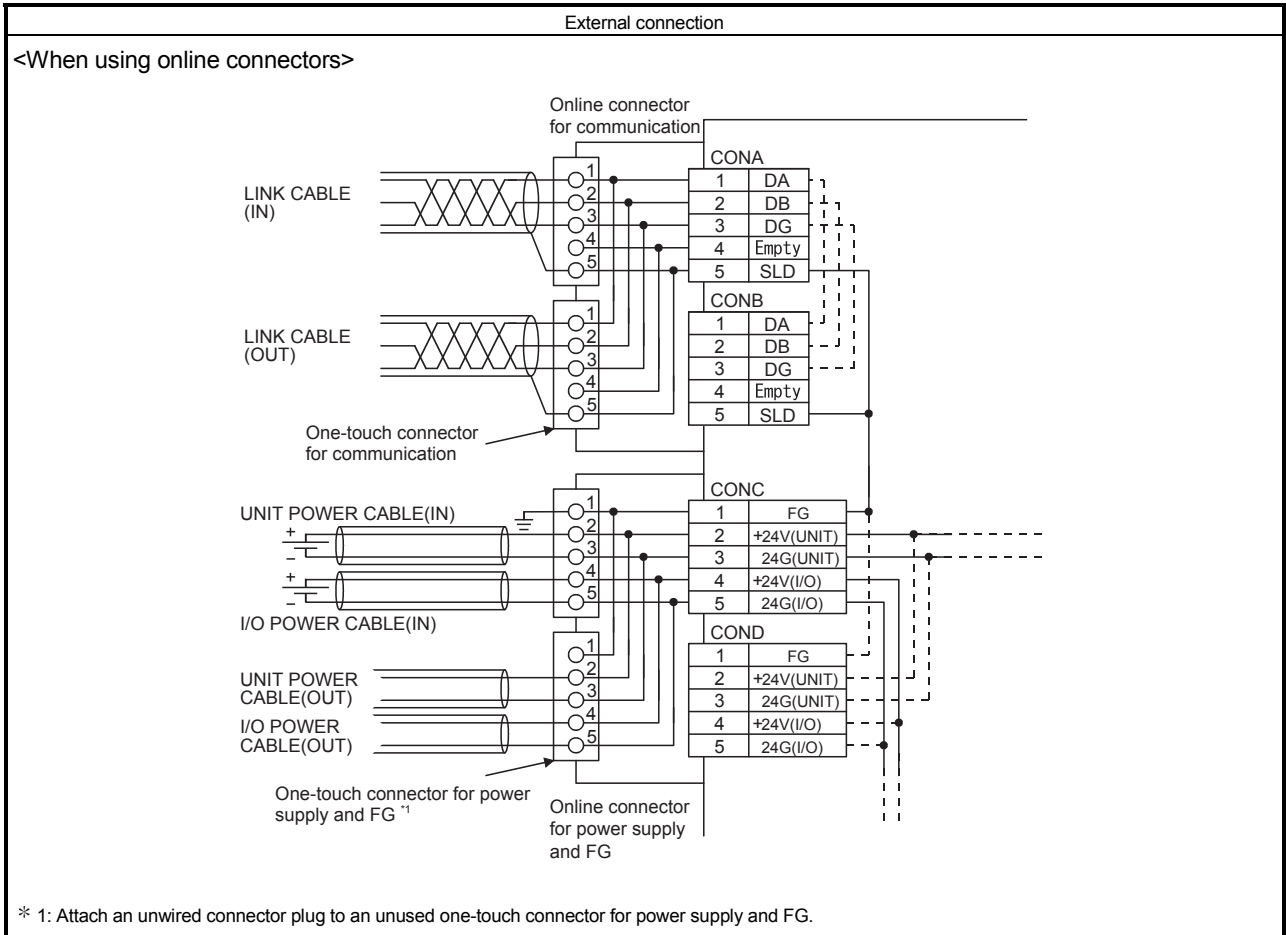 External connection
<When using online connectors>
Online connector
for communication
LINK CABLE
(IN)
1
2
3
4
5
CONA
1 DA
2 DB
3 DG
4 Empty
5 SLD
LINK CABLE
(OUT)
1
2
3
4
5
CONB
1 DA
2 DB
3 DG
4 Empty
5 SLD
One-touch connector
for communication
UNIT POWER CABLE(IN)
+
−
+
−
I/O POWER CABLE(IN)
1
2
3
4
5
CONC
1 FG
2 +24V(UNIT)
3 24G(UNIT)
4 +24V(I/O)
5 24G(I/O)
UNIT POWER
CABLE(OUT)
I/O POWER
CABLE(OUT)
1
2
3
4
5
COND
1 FG
2 +24V(UNIT)
3 24G(UNIT)
4 +24V(I/O)
5 24G(I/O)
One-touch connector for power
supply and FG *1
Online connector
for power supply
and FG
* 1: Attach an unwired connector plug to an unused one-touch connector for power supply and FG.